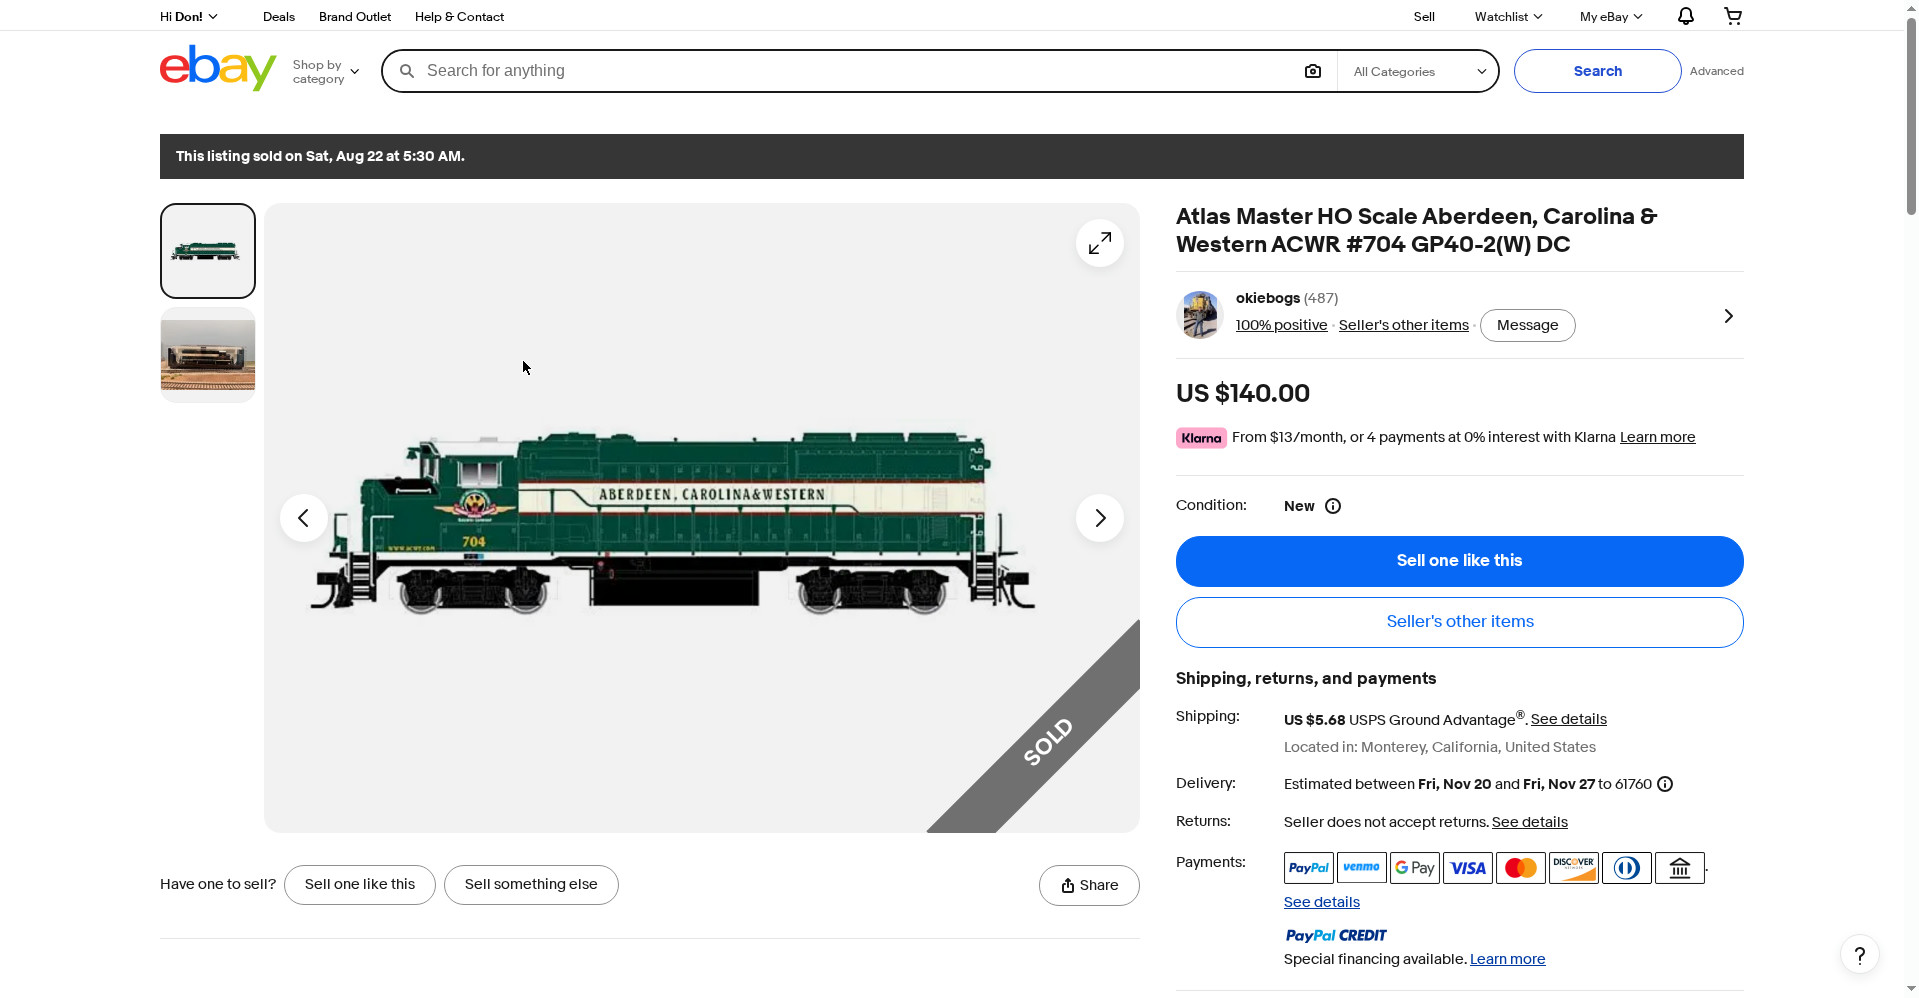 Hi Don!
Deals
Brand Outlet
Help & Contact
Sell
Watchlist
My eBay
ebay
Shop by
category
Search for anything
All Categories
Search
Advanced
This listing sold on Sat, Aug 22 at 5:30 AM.
ABERDEEN, CAROLINA&WESTERN
704
WWW.ACWR.COM
SOLD
Have one to sell?
Sell one like this
Sell something else
Share
Atlas Master HO Scale Aberdeen, Carolina &
Western ACWR #704 GP40-2(W) DC
okiebogs (487)
100% positive · Seller's other items · Message
US $140.00
Klarna From $13/month, or 4 payments at 0% interest with Klarna Learn more
Condition: New
Sell one like this
Seller's other items
Shipping, returns, and payments
Shipping: US $5.68 USPS Ground Advantage®. See details
Located in: Monterey, California, United States
Delivery: Estimated between Fri, Nov 20 and Fri, Nov 27 to 61760
Returns: Seller does not accept returns. See details
Payments: PayPal venmo G Pay VISA DISCOVER .
See details
PayPal CREDIT
Special financing available. Learn more
?